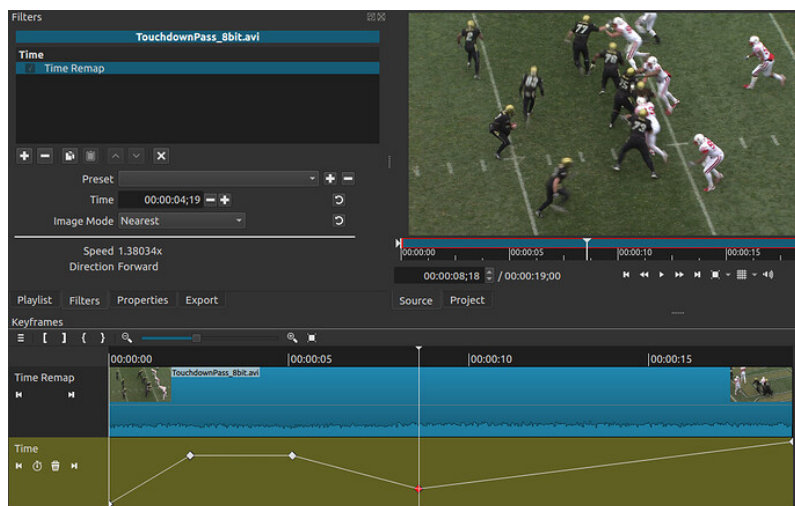 Filters
TouchdownPass_8bit.avi
Time
Time Remap
Preset
Time 00:00:04;19
Image Mode Nearest
Speed 1.38034x
Direction Forward
Playlist Filters Properties Export
00:00:00 00:00:05 00:00:10 00:00:15
00:00:08;18 / 00:00:19;00
Source Project
Keyframes
00:00:00 00:00:05 00:00:10 00:00:15
Time Remap
TouchdownPass_8bit.avi
Time